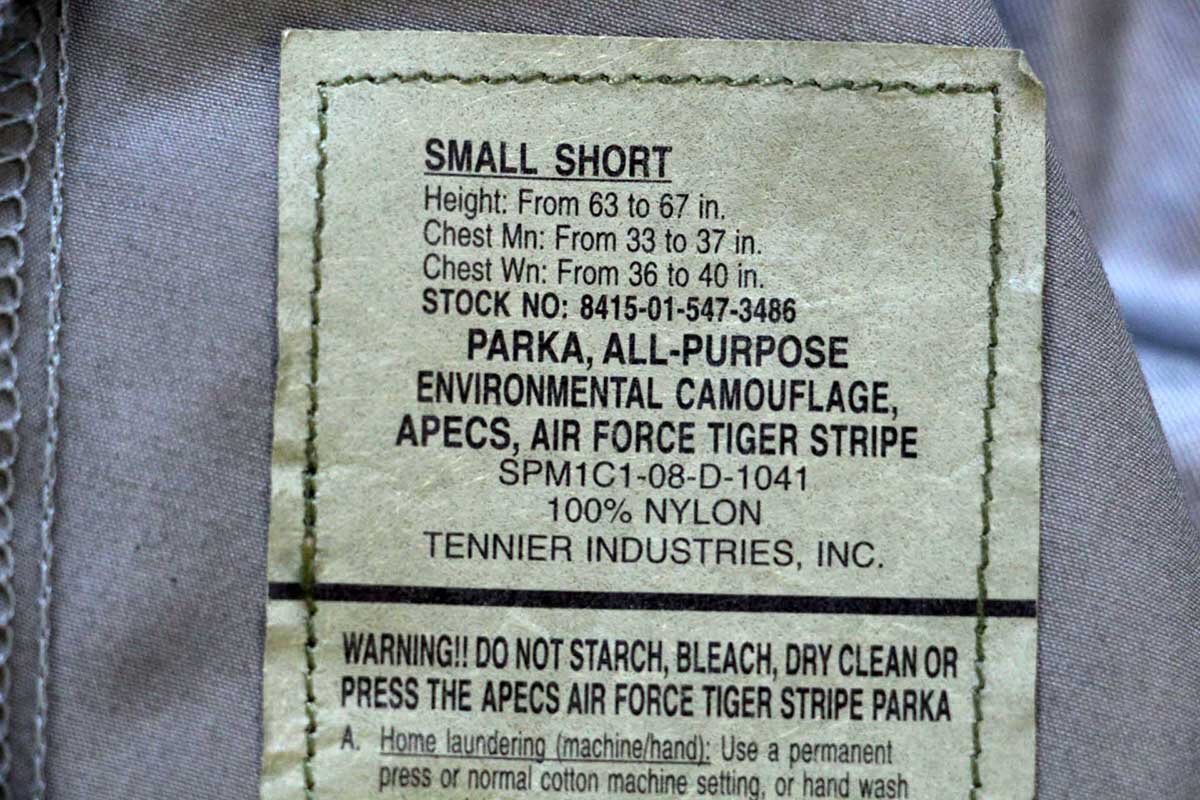 SMALL SHORT
Height: From 63 to 67 in.
Chest Mn: From 33 to 37 in.
Chest Wn: From 36 to 40 in.
STOCK NO: 8415-01-547-3486
PARKA, ALL-PURPOSE
ENVIRONMENTAL CAMOUFLAGE,
APECS, AIR FORCE TIGER STRIPE
SPM1C1-08-D-1041
100% NYLON
TENNIER INDUSTRIES, INC.
WARNING!! DO NOT STARCH, BLEACH, DRY CLEAN OR
PRESS THE APECS AIR FORCE TIGER STRIPE PARKA
A. Home laundering (machine/hand): Use a permanent
press or normal cotton machine setting, or hand wash